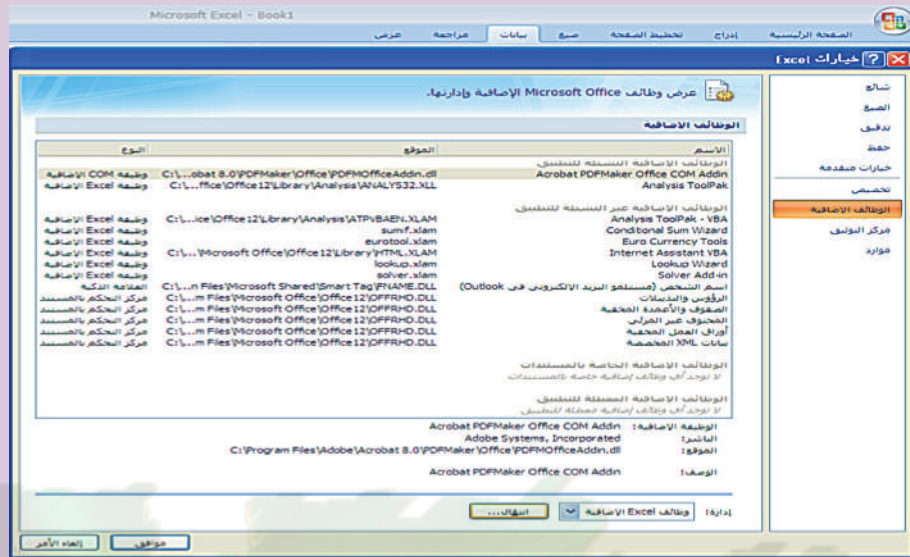 Microsoft Excel - Book1
الصفحة الرئيسية إدراج تخطيط الصفحة صيغ بيانات مراجعة عرض
خيارات Excel
شائع
الصيغ
تدقيق
حفظ
خيارات متقدمة
تخصيص
الوظائف الإضافية
مركز التوثيق
موارد
عرض وظائف Microsoft Office الإضافية وإدارتها.
الوظائف الإضافية
الاسم الموقع النوع
الوظائف الإضافية النشيطة للتطبيق
Acrobat PDFMaker Office COM Addin C:\...obat 8.0\PDFMaker\Office\PDFMOfficeAddin.dll وظيفة COM الإضافية
Analysis ToolPak C:\...ffice\Office12\Library\Analysis\ANALYS32.XLL وظيفة Excel الإضافية
الوظائف الإضافية غير النشيطة للتطبيق
Analysis ToolPak - VBA C:\...ice\Office12\Library\Analysis\ATPVBAEN.XLAM وظيفة Excel الإضافية
Conditional Sum Wizard sumif.xlam وظيفة Excel الإضافية
Euro Currency Tools eurotool.xlam وظيفة Excel الإضافية
Internet Assistant VBA C:\...\Microsoft Office\Office12\Library\HTML.XLAM وظيفة Excel الإضافية
Lookup Wizard lookup.xlam وظيفة Excel الإضافية
Solver Add-in solver.xlam وظيفة Excel الإضافية
اسم الشخص (مستلمو البريد الإلكتروني في Outlook) C:\...n Files\Microsoft Shared\Smart Tag\FNAME.DLL العلامة الذكية
الرؤوس والتذييلات C:\...m Files\Microsoft Office\Office12\OFFRHD.DLL مركز التحكم بالمستند
الصفوف والأعمدة المخفية C:\...m Files\Microsoft Office\Office12\OFFRHD.DLL مركز التحكم بالمستند
المحتوى غير المرئي C:\...m Files\Microsoft Office\Office12\OFFRHD.DLL مركز التحكم بالمستند
أوراق العمل المخفية C:\...m Files\Microsoft Office\Office12\OFFRHD.DLL مركز التحكم بالمستند
بيانات XML المخصصة C:\...m Files\Microsoft Office\Office12\OFFRHD.DLL مركز التحكم بالمستند
الوظائف الإضافية الخاصة بالمستندات
لا توجد أي وظائف إضافية خاصة بالمستندات
الوظائف الإضافية المعطلة للتطبيق
لا توجد أي وظائف إضافية معطلة للتطبيق
الوظيفة الإضافية: Acrobat PDFMaker Office COM Addin
الناشر: Adobe Systems, Incorporated
الموقع: C:\Program Files\Adobe\Acrobat 8.0\PDFMaker\Office\PDFMOfficeAddin.dll
الوصف: Acrobat PDFMaker Office COM Addin
إدارة: وظائف Excel الإضافية انتقال...
موافق إلغاء الأمر